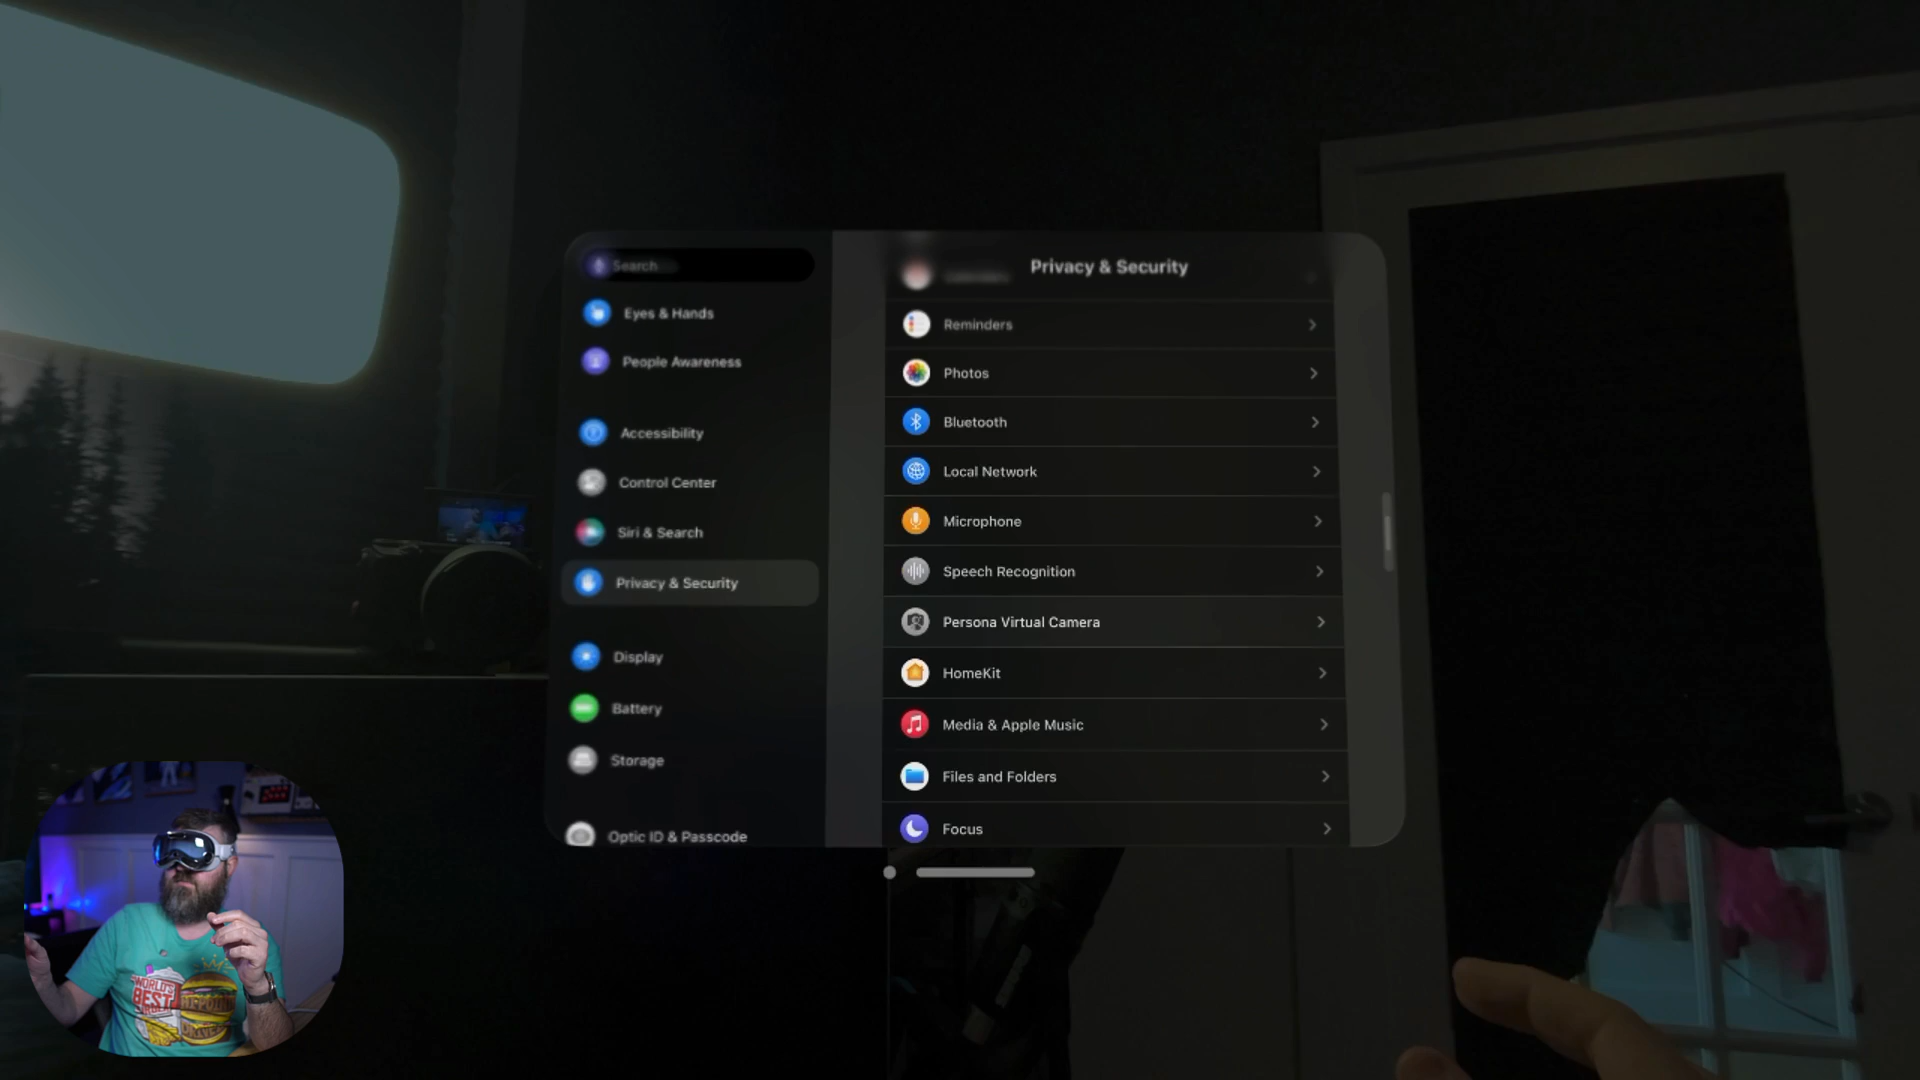 Search
Eyes & Hands
People Awareness
Accessibility
Control Center
Siri & Search
Privacy & Security
Display
Battery
Storage
Optic ID & Passcode
Privacy & Security
Reminders
Photos
Bluetooth
Local Network
Microphone
Speech Recognition
Persona Virtual Camera
HomeKit
Media & Apple Music
Files and Folders
Focus
WORLD'S
BEST